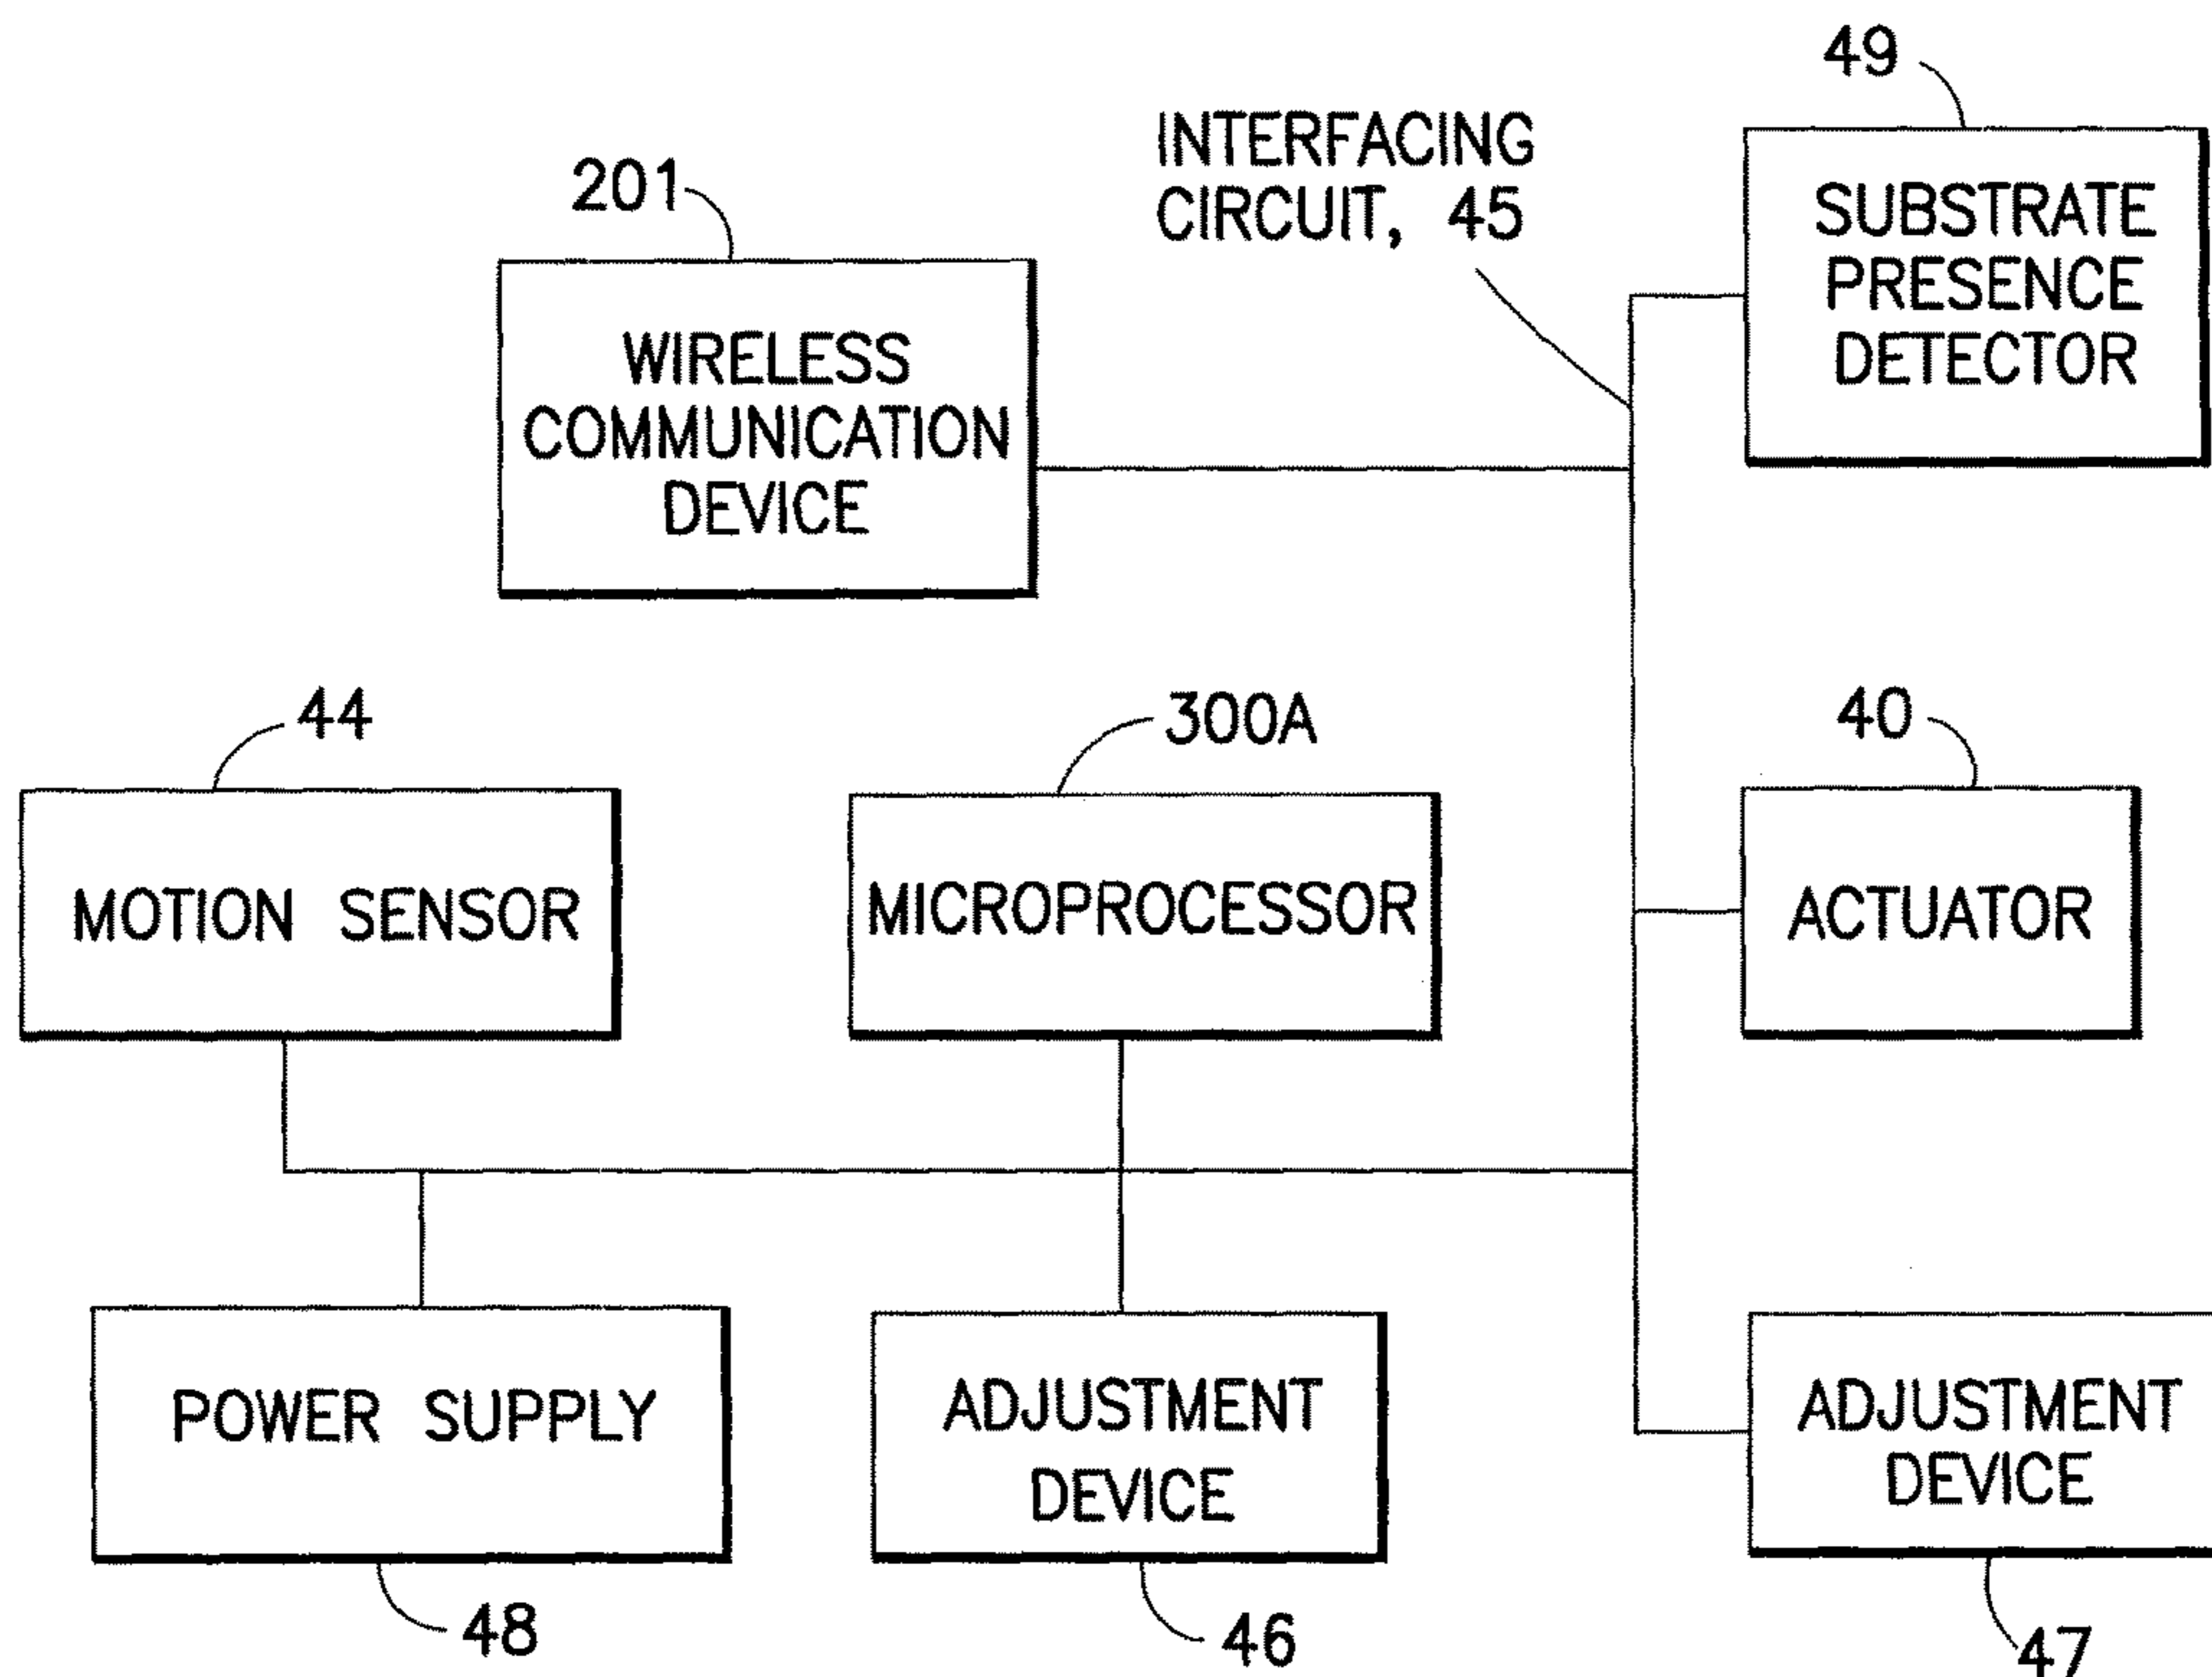 49
INTERFACING
CIRCUIT, 45
201
SUBSTRATE
PRESENCE
DETECTOR
WIRELESS
COMMUNICATION
DEVICE
44
300A
40
MOTION SENSOR
MICROPROCESSOR
ACTUATOR
POWER SUPPLY
ADJUSTMENT
DEVICE
ADJUSTMENT
DEVICE
48
46
47